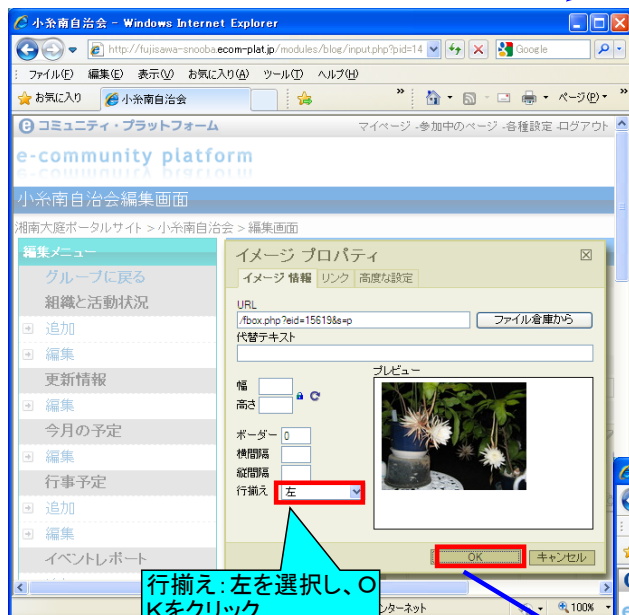 小糸南自治会 - Windows Internet Explorer
http://fujisawa-snooba.ecom-plat.jp/modules/blog/input.php?pid=14
Google
ファイル(F) 編集(E) 表示(V) お気に入り(A) ツール(T) ヘルプ(H)
お気に入り 小糸南自治会 ページ(P)
コミュニティ・プラットフォーム マイページ -参加中のページ -各種設定 -ログアウト
e-community platform
小糸南自治会編集画面
湘南大庭ポータルサイト > 小糸南自治会 > 編集画面
編集メニュー
グループに戻る
組織と活動状況
追加
編集
更新情報
編集
今月の予定
編集
行事予定
追加
編集
イベントレポート
イメージ プロパティ
イメージ 情報 リンク 高度な設定
URL
/fbox.php?eid=15619&s=p ファイル倉庫から
代替テキスト
プレビュー
幅
高さ
ボーダー 0
横間隔
縦間隔
行揃え 左
OK キャンセル
行揃え:左を選択し、O
Kをクリック
ンターネット 100%